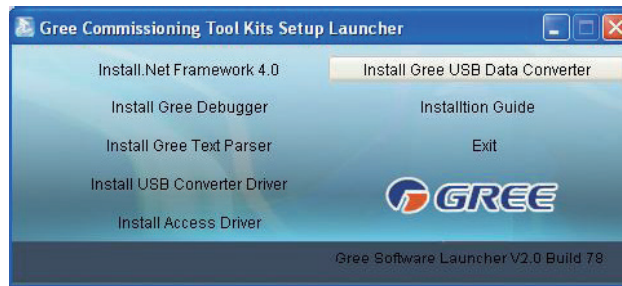 Gree Commissioning Tool Kits Setup Launcher
Install.Net Framework 4.0
Install Gree USB Data Converter
Install Gree Debugger
Installtion Guide
Install Gree Text Parser
Exit
Install USB Converter Driver
GREE
Install Access Driver
Gree Software Launcher V2.0 Build 78